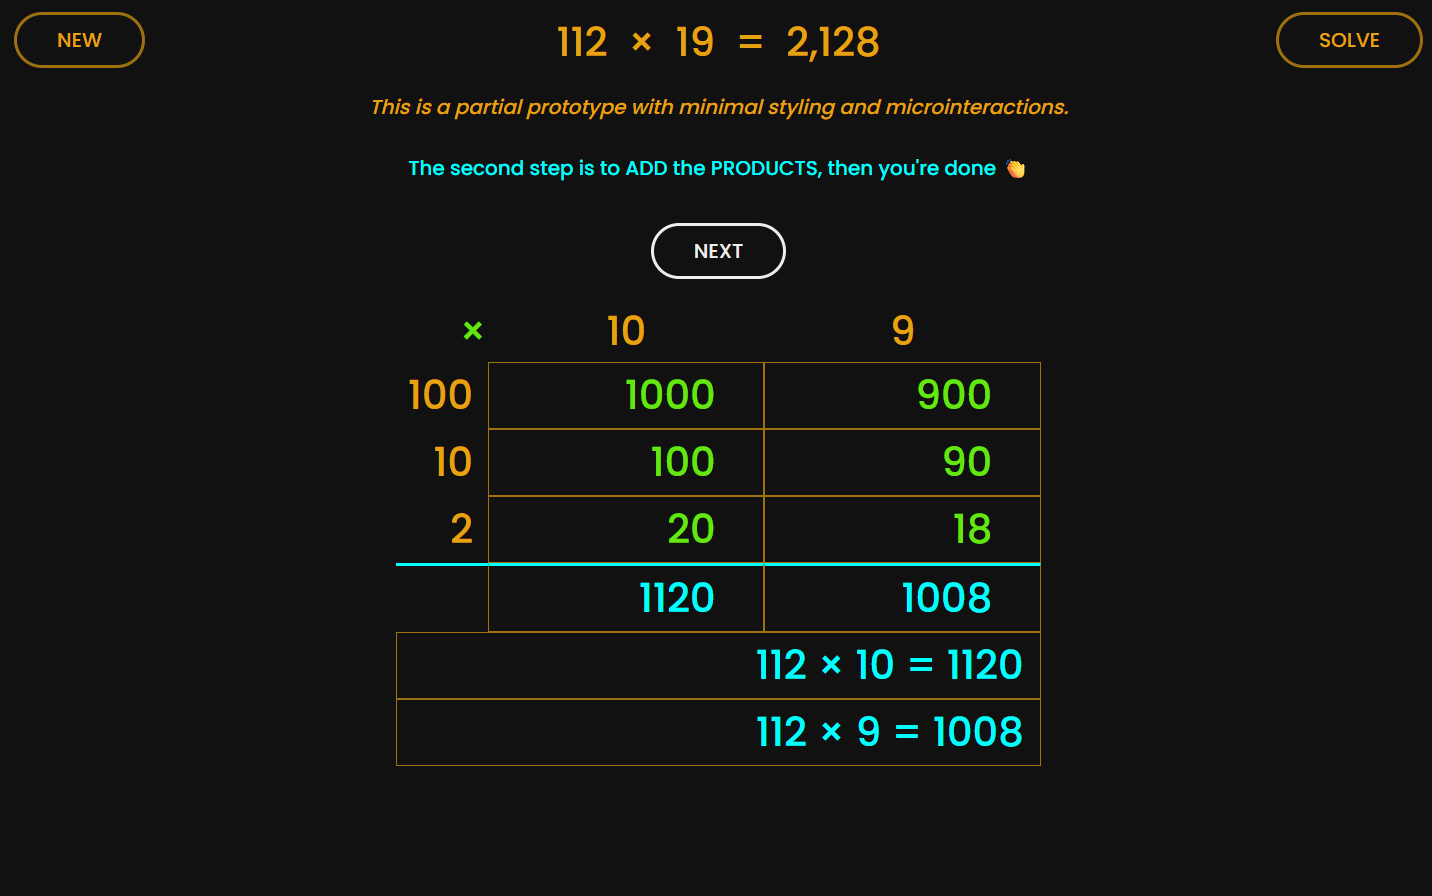 NEW
112 × 19 = 2,128
SOLVE
This is a partial prototype with minimal styling and microinteractions.
The second step is to ADD the PRODUCTS, then you're done 👏
NEXT
× 10 9
100 1000 900
10 100 90
2 20 18
1120 1008
112 × 10 = 1120
112 × 9 = 1008